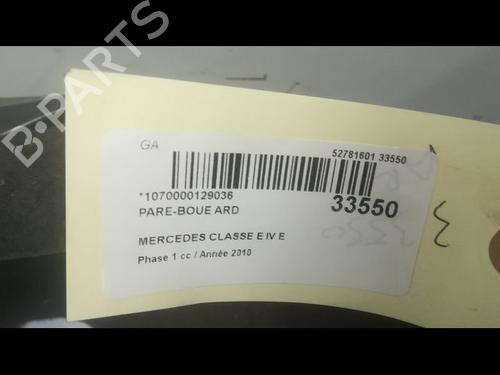 B-PARTS
GA
52781601 33550
*1070000129036
33550
PARE-BOUE ARD
MERCEDES CLASSE E IV E
Phase 1 cc / Année 2010